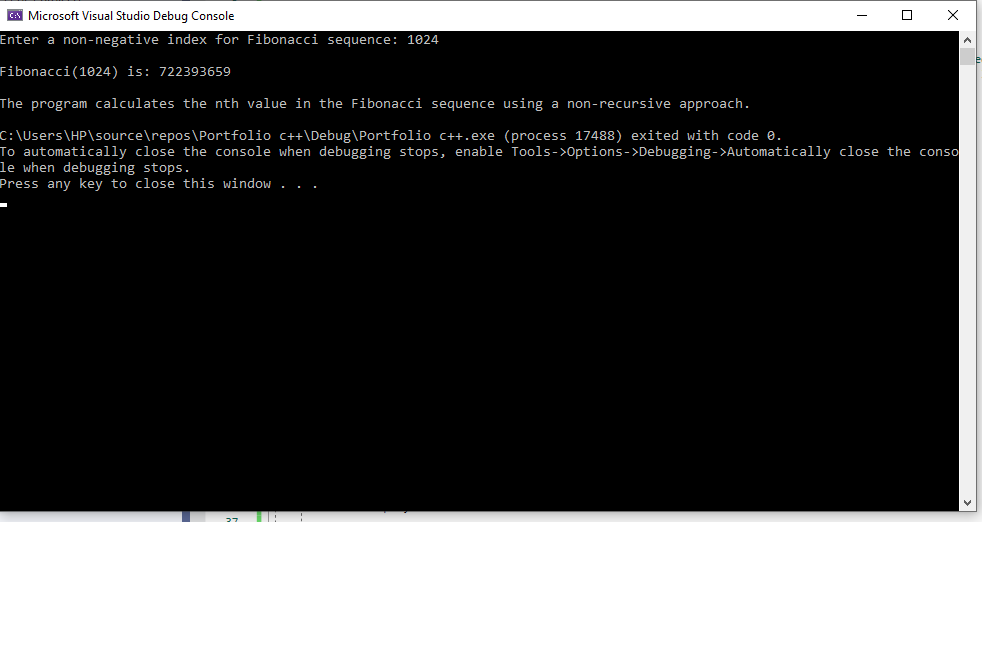 Microsoft Visual Studio Debug Console
Enter a non-negative index for Fibonacci sequence: 1024
Fibonacci(1024) is: 722393659
The program calculates the nth value in the Fibonacci sequence using a non-recursive approach.
C:\Users\HP\source\repos\Portfolio c++\Debug\Portfolio c++.exe (process 17488) exited with code 0.
To automatically close the console when debugging stops, enable Tools->Options->Debugging->Automatically close the conso
le when debugging stops.
Press any key to close this window . . .